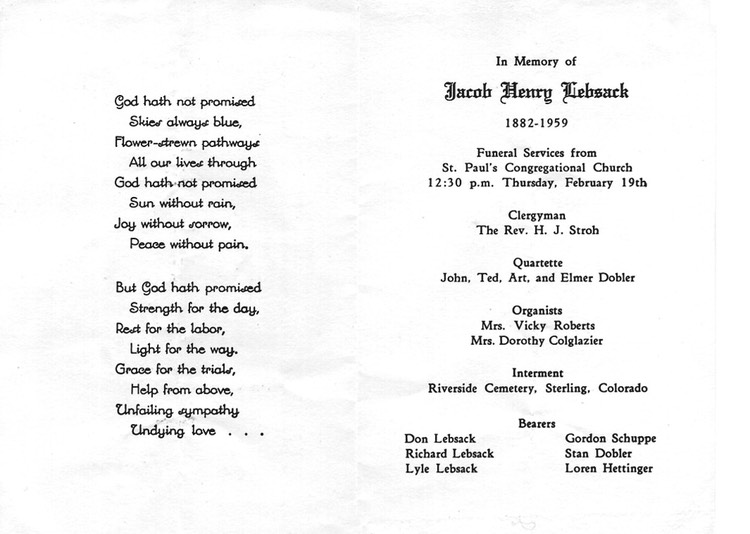 God hath not promised
Skies always blue,
Flower-strewn pathways
All our lives through
God hath not promised
Sun without rain,
Joy without sorrow,
Peace without pain.
But God hath promised
Strength for the day,
Rest for the labor,
Light for the way.
Grace for the trials,
Help from above,
Unfailing sympathy
Undying love . . .
In Memory of
Jacob Henry Lebsack
1882-1959
Funeral Services from
St. Paul's Congregational Church
12:30 p.m. Thursday, February 19th
Clergyman
The Rev. H. J. Stroh
Quartette
John, Ted, Art, and Elmer Dobler
Organists
Mrs. Vicky Roberts
Mrs. Dorothy Colglazier
Interment
Riverside Cemetery, Sterling, Colorado
Bearers
Don Lebsack
Richard Lebsack
Lyle Lebsack
Gordon Schuppe
Stan Dobler
Loren Hettinger